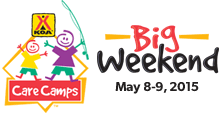 KOA
Care Camps
Big
Weekend
May 8-9, 2015